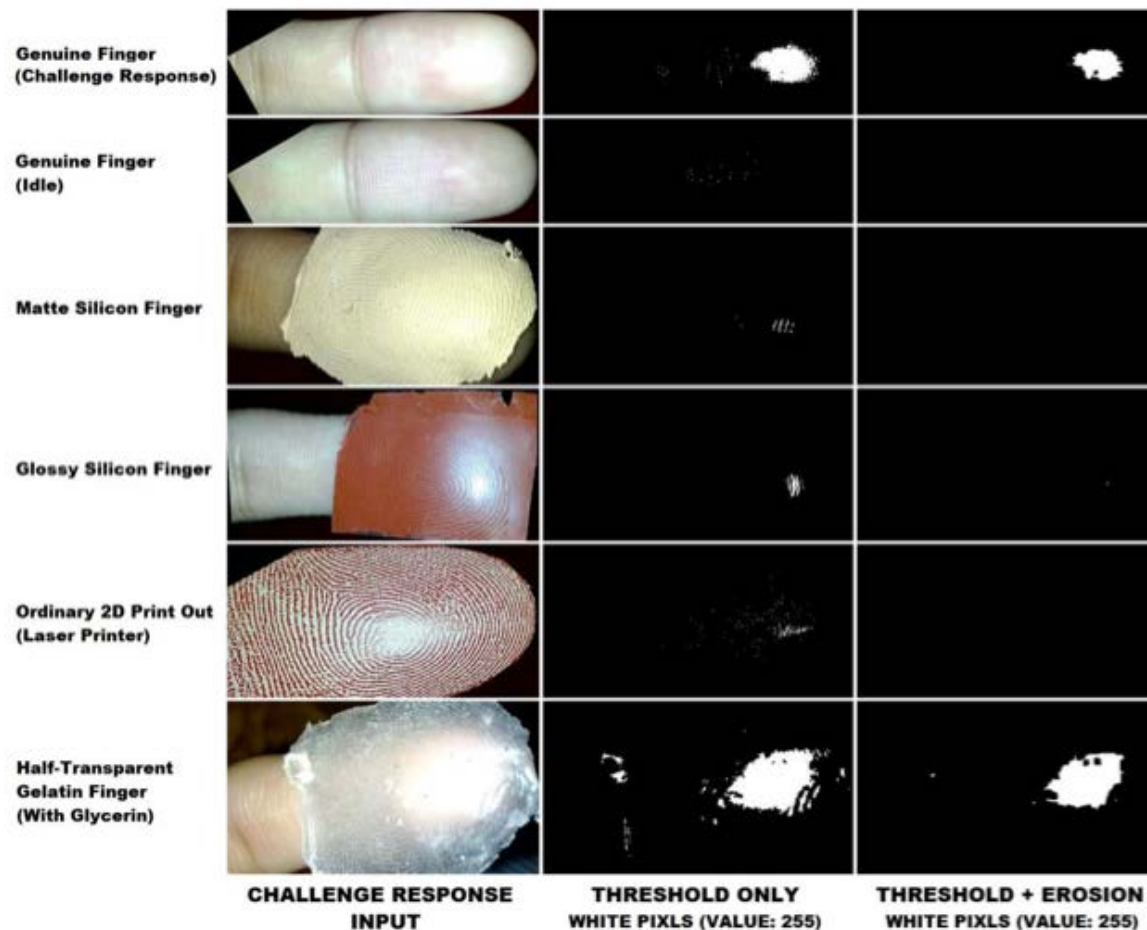 Genuine Finger
(Challenge Response)
Genuine Finger
(Idle)
Matte Silicon Finger
Glossy Silicon Finger
Ordinary 2D Print Out
(Laser Printer)
Half-Transparent
Gelatin Finger
(With Glycerin)
CHALLENGE RESPONSE
INPUT
THRESHOLD ONLY
WHITE PIXLS (VALUE: 255)
THRESHOLD + EROSION
WHITE PIXLS (VALUE: 255)